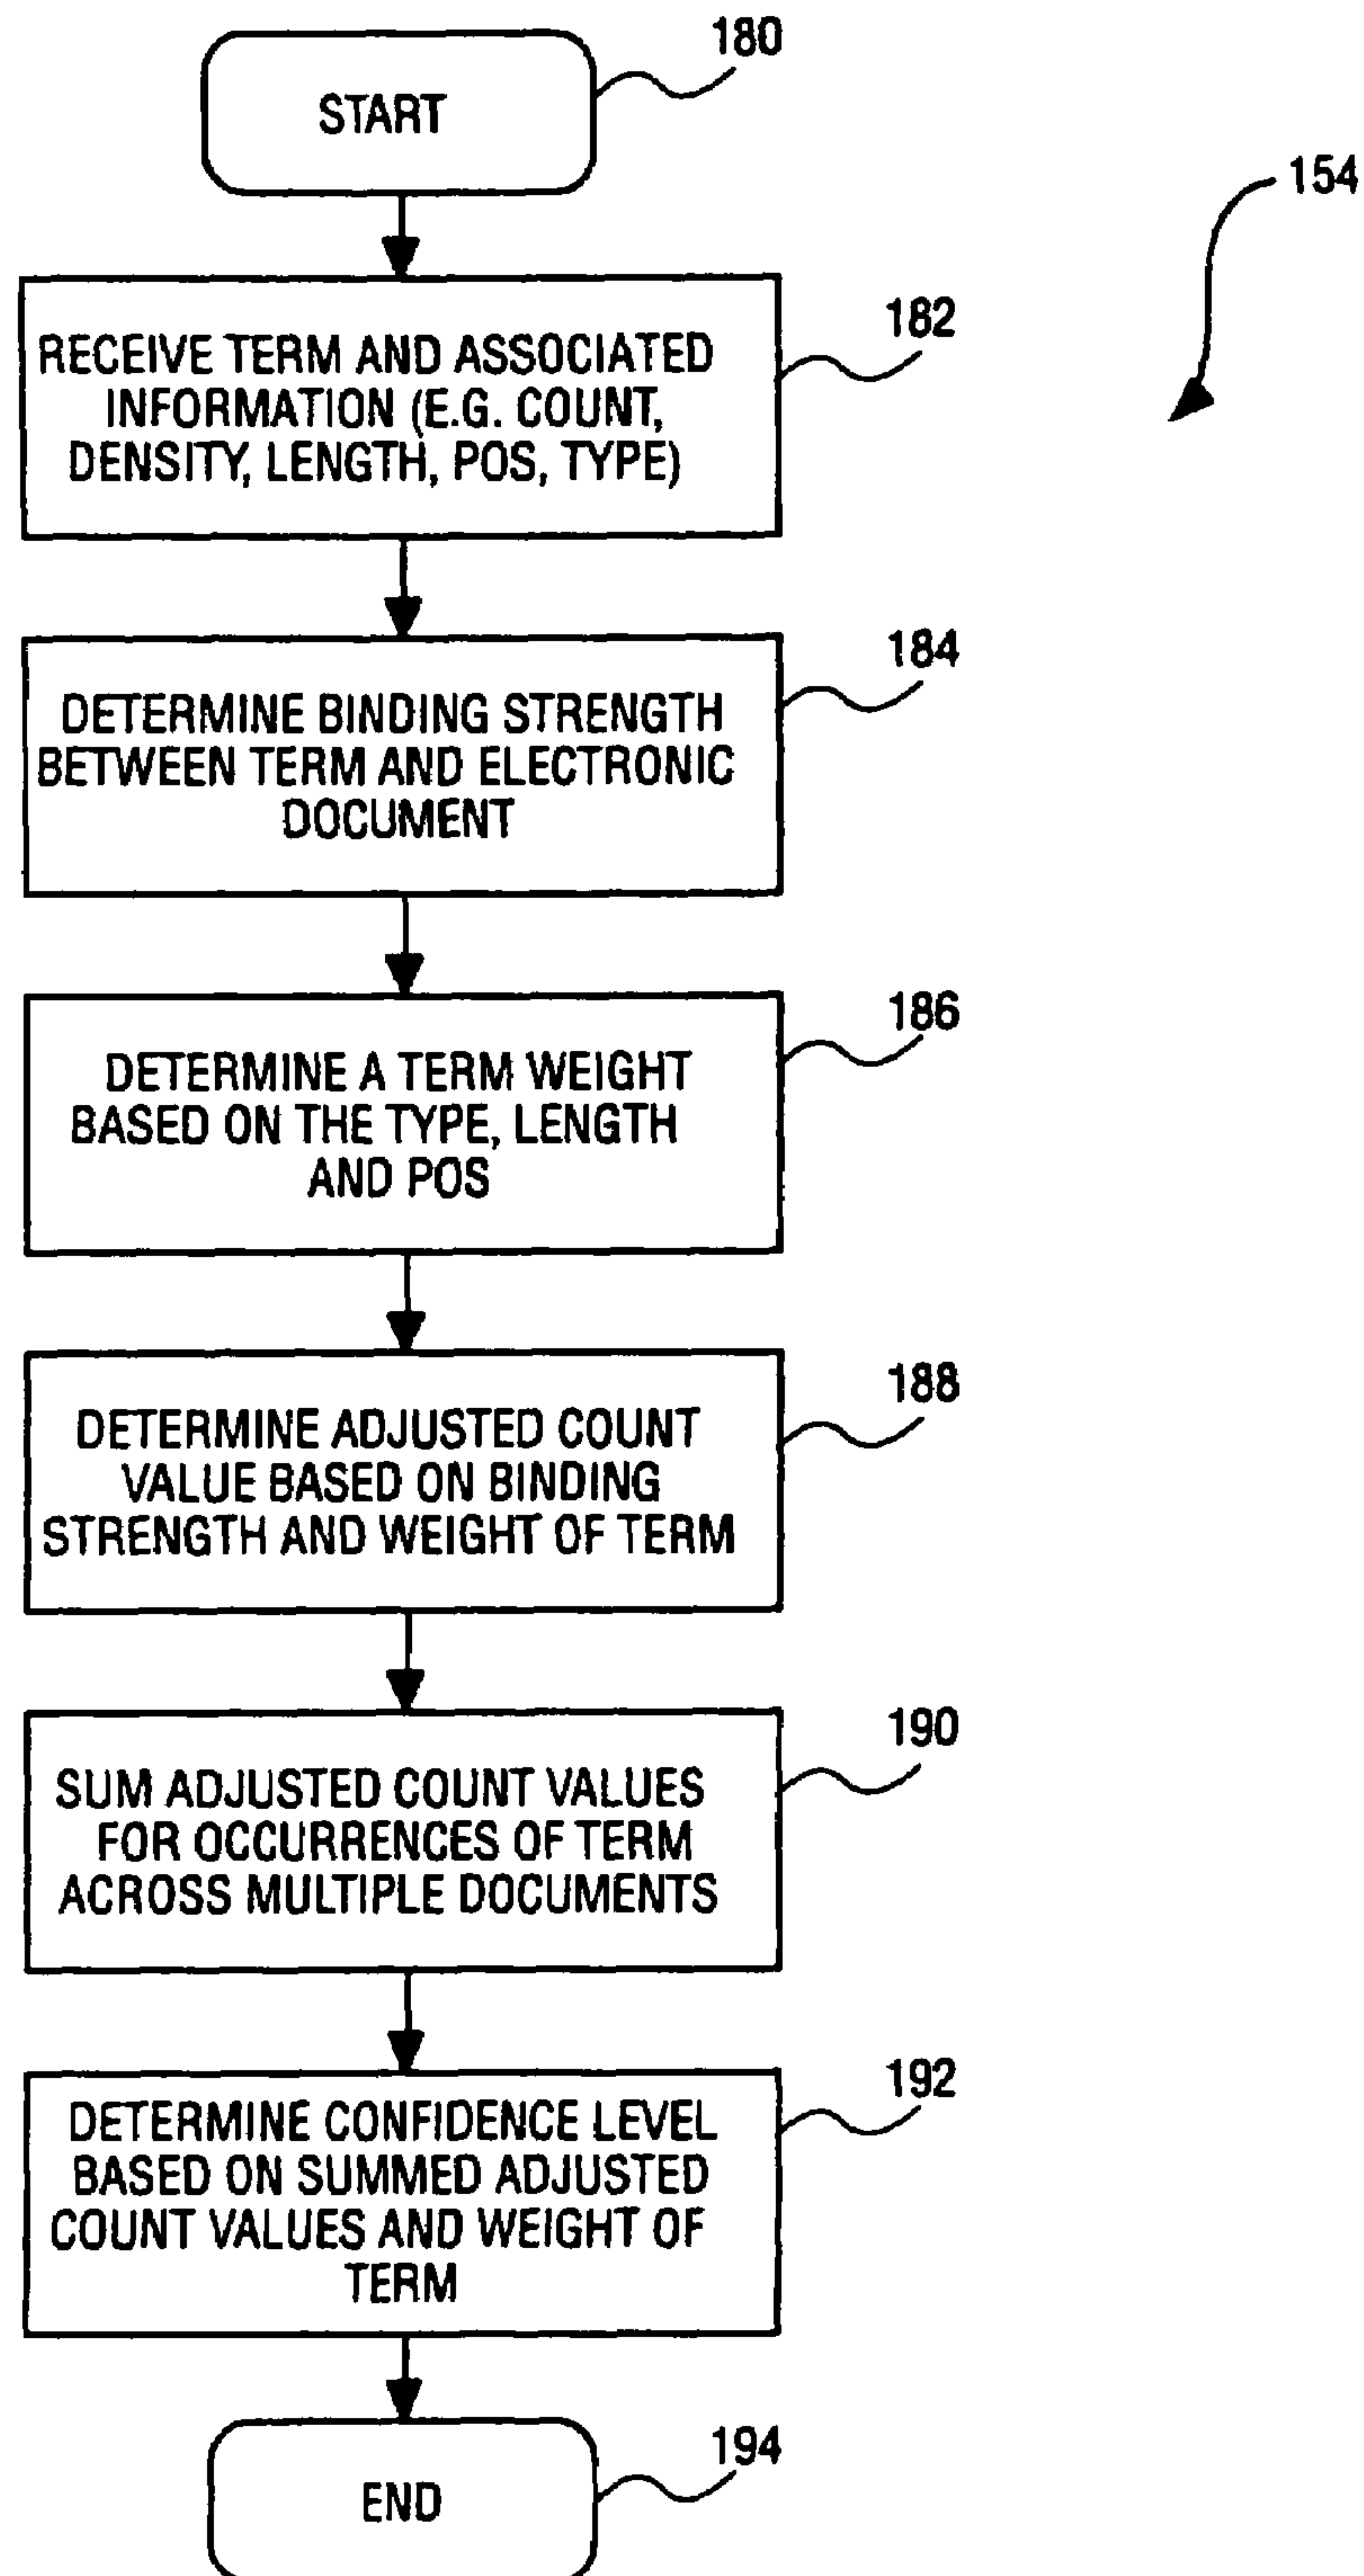 180
START
154
182
RECEIVE TERM AND ASSOCIATED
INFORMATION (E.G. COUNT,
DENSITY, LENGTH, POS, TYPE)
184
DETERMINE BINDING STRENGTH
BETWEEN TERM AND ELECTRONIC
DOCUMENT
186
DETERMINE A TERM WEIGHT
BASED ON THE TYPE, LENGTH
AND POS
188
DETERMINE ADJUSTED COUNT
VALUE BASED ON BINDING
STRENGTH AND WEIGHT OF TERM
190
SUM ADJUSTED COUNT VALUES
FOR OCCURRENCES OF TERM
ACROSS MULTIPLE DOCUMENTS
192
DETERMINE CONFIDENCE LEVEL
BASED ON SUMMED ADJUSTED
COUNT VALUES AND WEIGHT OF
TERM
194
END